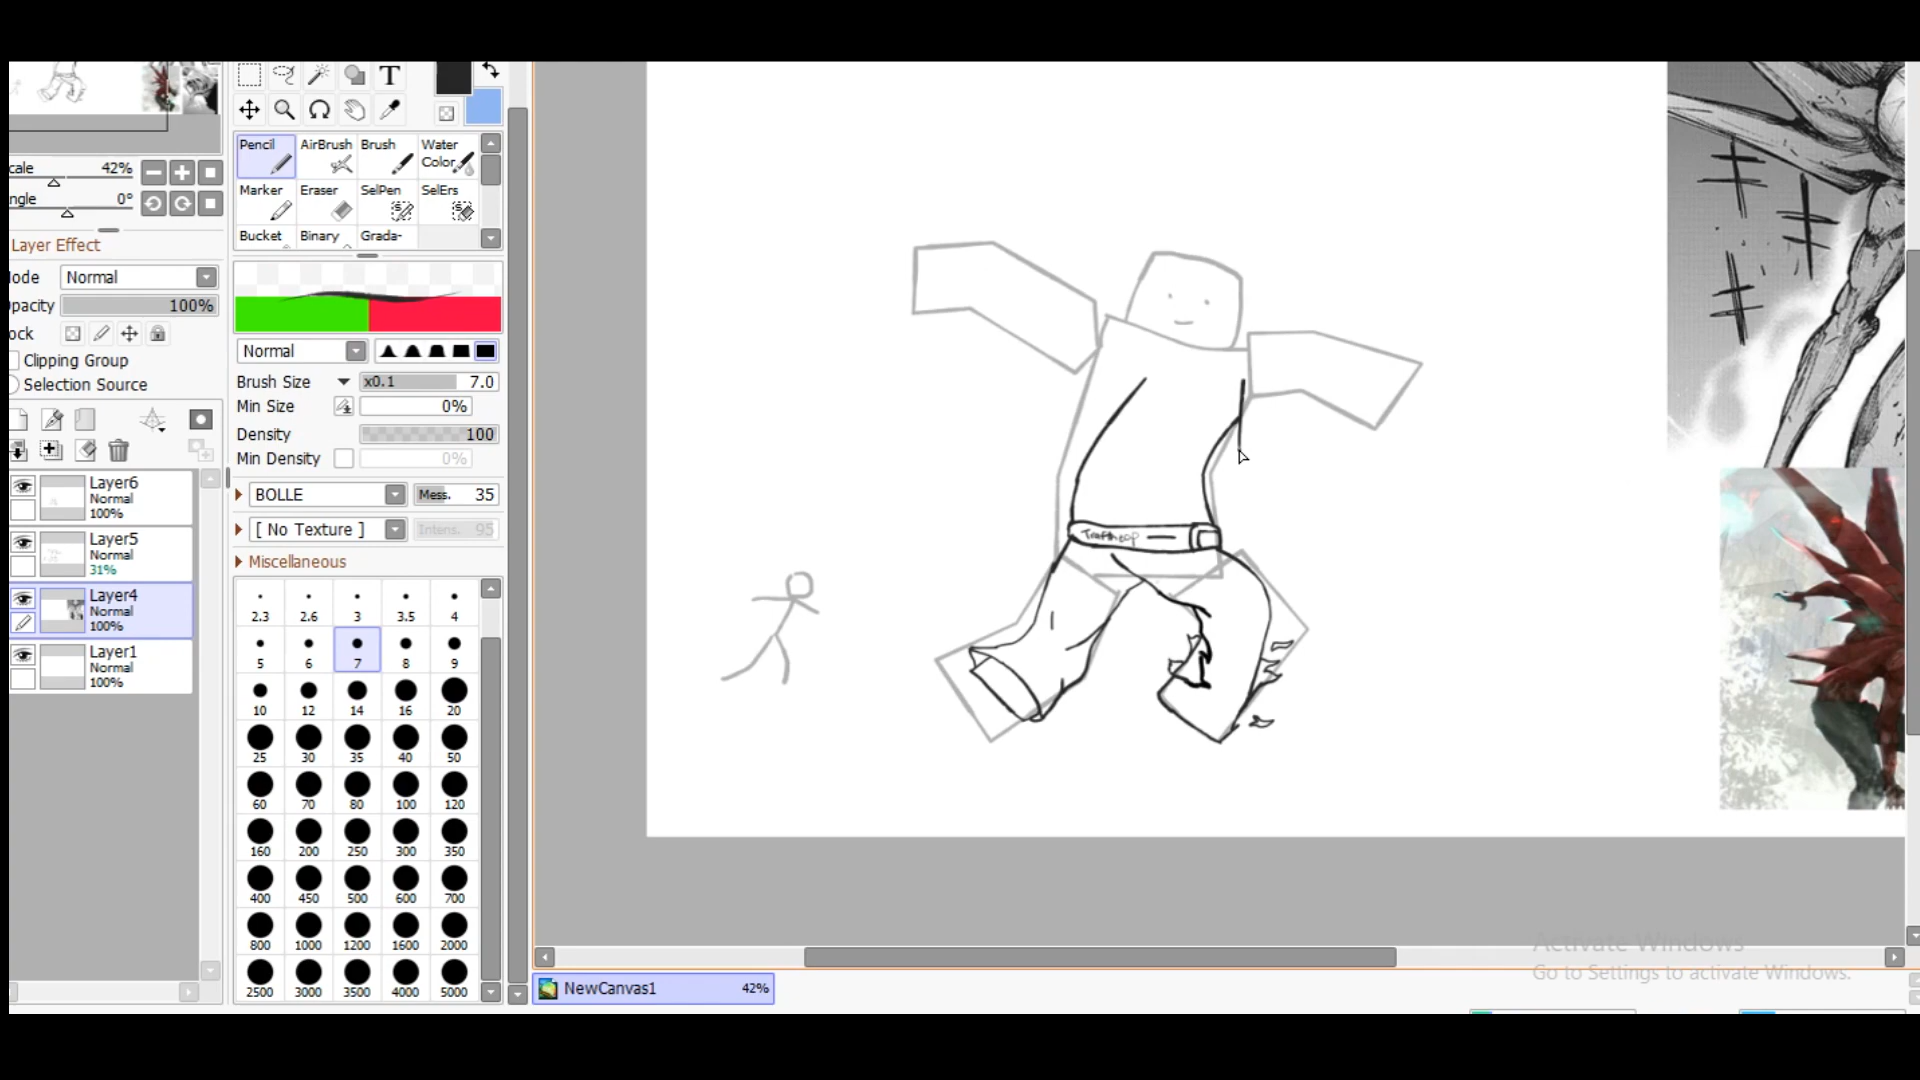 cale 42%
ngle 0°
Layer Effect
lode Normal
pacity 100%
ock
Clipping Group
Selection Source
Layer6
Normal
100%
Layer5
Normal
31%
Layer4
Normal
100%
Layer1
Normal
100%
T
Pencil AirBrush Brush Water Color
Marker Eraser SelPen SelErs
Bucket Binary Grada-
Normal
Brush Size x0.1 7.0
Min Size 0%
Density 100
Min Density 0%
BOLLE Mess. 35
[ No Texture ] Intens. 95
Miscellaneous
2.3 2.6 3 3.5 4
5 6 7 8 9
10 12 14 16 20
25 30 35 40 50
60 70 80 100 120
160 200 250 300 350
400 450 500 600 700
800 1000 1200 1600 2000
2500 3000 3500 4000 5000
NewCanvas1 42%
Activate Windows
Go to Settings to activate Windows.